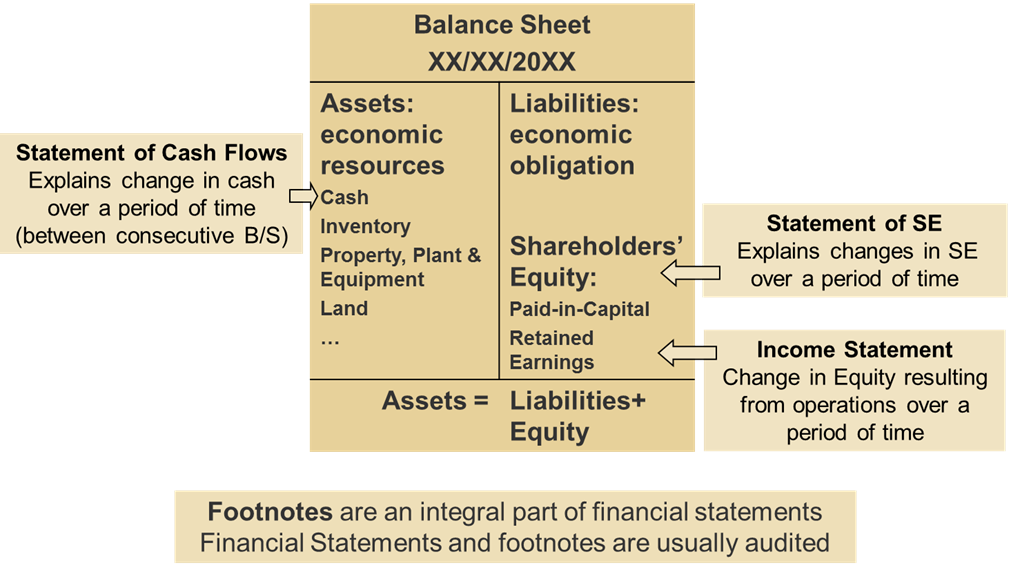 Balance Sheet
XX/XX/20XX
Assets:
economic
resources
Cash
Inventory
Property, Plant &
Equipment
Land
…
Liabilities:
economic
obligation
Shareholders’
Equity:
Paid-in-Capital
Retained
Earnings
Assets =
Liabilities+
Equity
Statement of Cash Flows
Explains change in cash
over a period of time
(between consecutive B/S)
Statement of SE
Explains changes in SE
over a period of time
Income Statement
Change in Equity resulting
from operations over a
period of time
Footnotes are an integral part of financial statements
Financial Statements and footnotes are usually audited